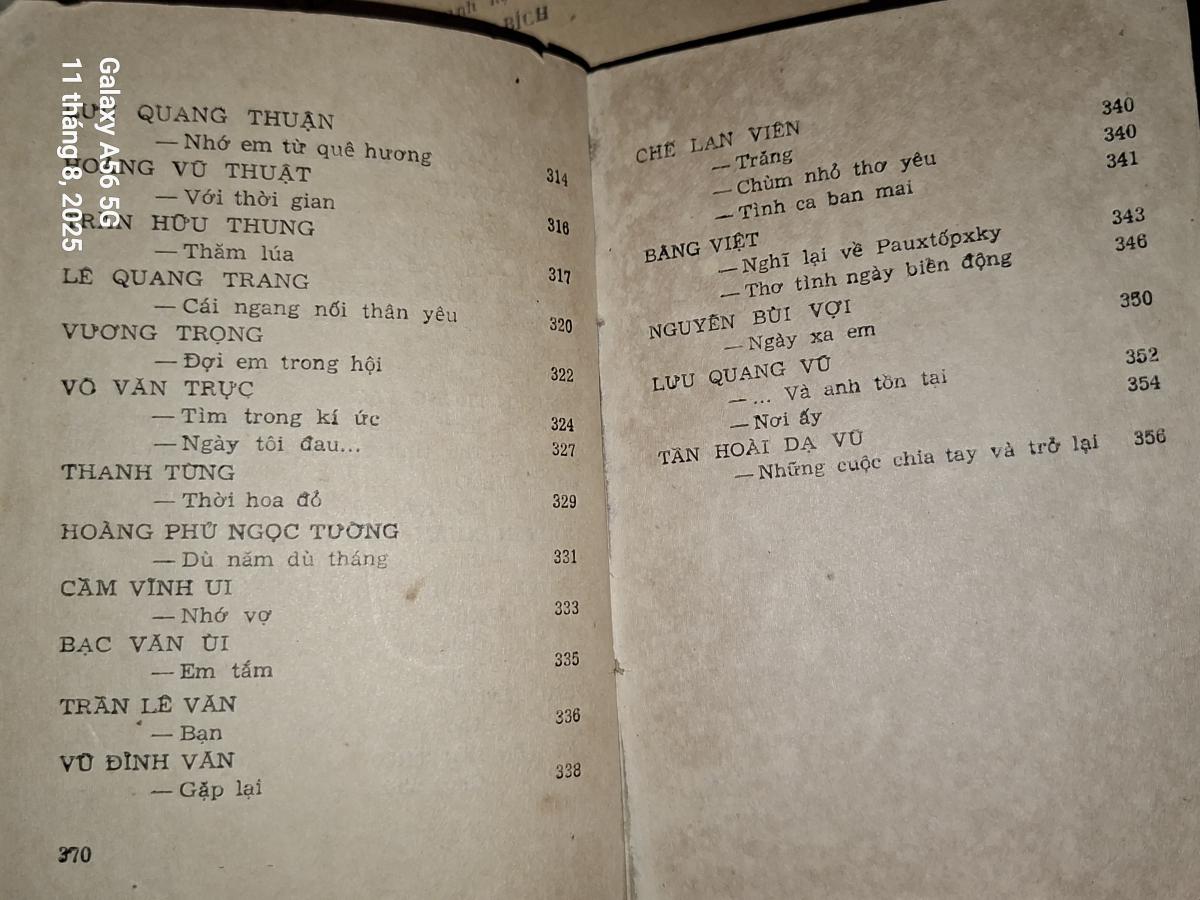 anh
BÍCH
Galaxy A56 5G
11 tháng 8, 2025
QUANG THUẬN
— Nhớ em từ quê hương 314
HOÀNG VŨ THUẬT
— Với thời gian 316
TRẦN HỮU THUNG
— Thăm lúa 317
LÊ QUANG TRANG
— Cái ngang nối thân yêu 320
VƯƠNG TRỌNG
— Đợi em trong hội 322
VÕ VĂN TRỰC
— Tìm trong kí ức 324
— Ngày tôi đau... 327
THANH TÙNG
— Thời hoa đỏ 329
HOÀNG PHỦ NGỌC TƯỜNG
— Dù năm dù tháng 331
CẦM VĨNH UI
— Nhớ vợ 333
BẠC VĂN ÙI
— Em tắm 335
TRẦN LÊ VĂN
— Bạn 336
VŨ ĐÌNH VĂN
— Gặp lại 338
370
CHẾ LAN VIÊN
— Trăng 340
— Chùm nhỏ thơ yêu 340
— Tình ca ban mai 341
BẰNG VIỆT
— Nghĩ lại về Pauxtốpxky 343
— Thơ tình ngày biển động 346
NGUYỄN BÙI VỢI
— Ngày xa em 350
LƯU QUANG VŨ
— ... Và anh tồn tại 352
— Nơi ấy 354
TẦN HOÀI DẠ VŨ
— Những cuộc chia tay và trở lại 356